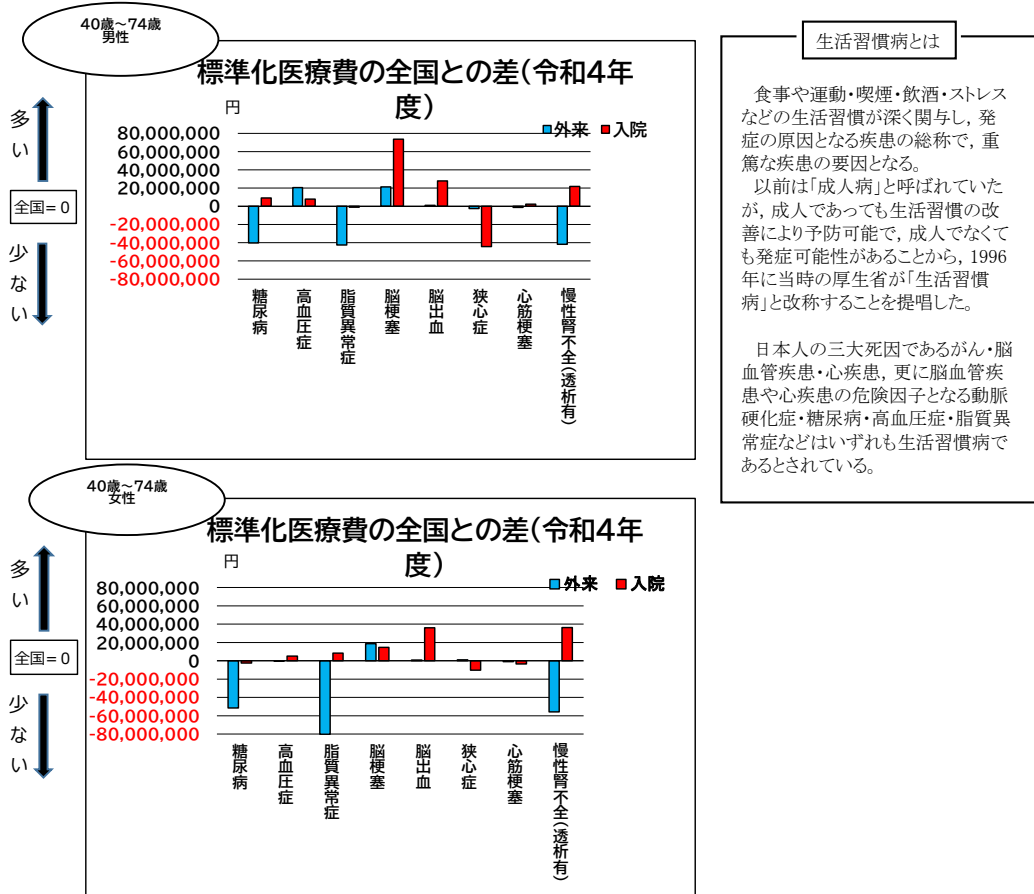 40歳～74歳
男性
標準化医療費の全国との差(令和4年
度)
円
外来 入院
多い
全国=0
少ない
80,000,000
60,000,000
40,000,000
20,000,000
0
-20,000,000
-40,000,000
-60,000,000
-80,000,000
糖尿病
高血圧症
脂質異常症
脳梗塞
脳出血
狭心症
心筋梗塞
慢性腎不全(透析有)
40歳～74歳
女性
標準化医療費の全国との差(令和4年
度)
円
外来 入院
多い
全国=0
少ない
80,000,000
60,000,000
40,000,000
20,000,000
0
-20,000,000
-40,000,000
-60,000,000
-80,000,000
糖尿病
高血圧症
脂質異常症
脳梗塞
脳出血
狭心症
心筋梗塞
慢性腎不全(透析有)
生活習慣病とは
食事や運動・喫煙・飲酒・ストレス
などの生活習慣が深く関与し，発
症の原因となる疾患の総称で，重
篤な疾患の要因となる。
以前は「成人病」と呼ばれていた
が，成人であっても生活習慣の改
善により予防可能で，成人でなくて
も発症可能性があることから，1996
年に当時の厚生省が「生活習慣
病」と改称することを提唱した。
日本人の三大死因であるがん・脳
血管疾患・心疾患，更に脳血管疾
患や心疾患の危険因子となる動脈
硬化症・糖尿病・高血圧症・脂質異
常症などはいずれも生活習慣病で
あるとされている。